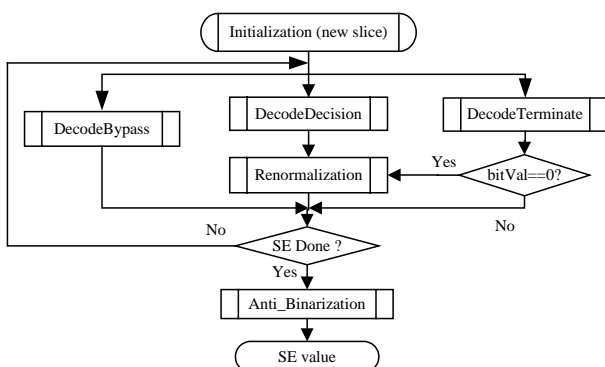 Initialization (new slice)
DecodeBypass
DecodeDecision
DecodeTerminate
Renormalization
Yes
bitVal==0?
No
No
SE Done ?
Yes
Anti_Binarization
SE value